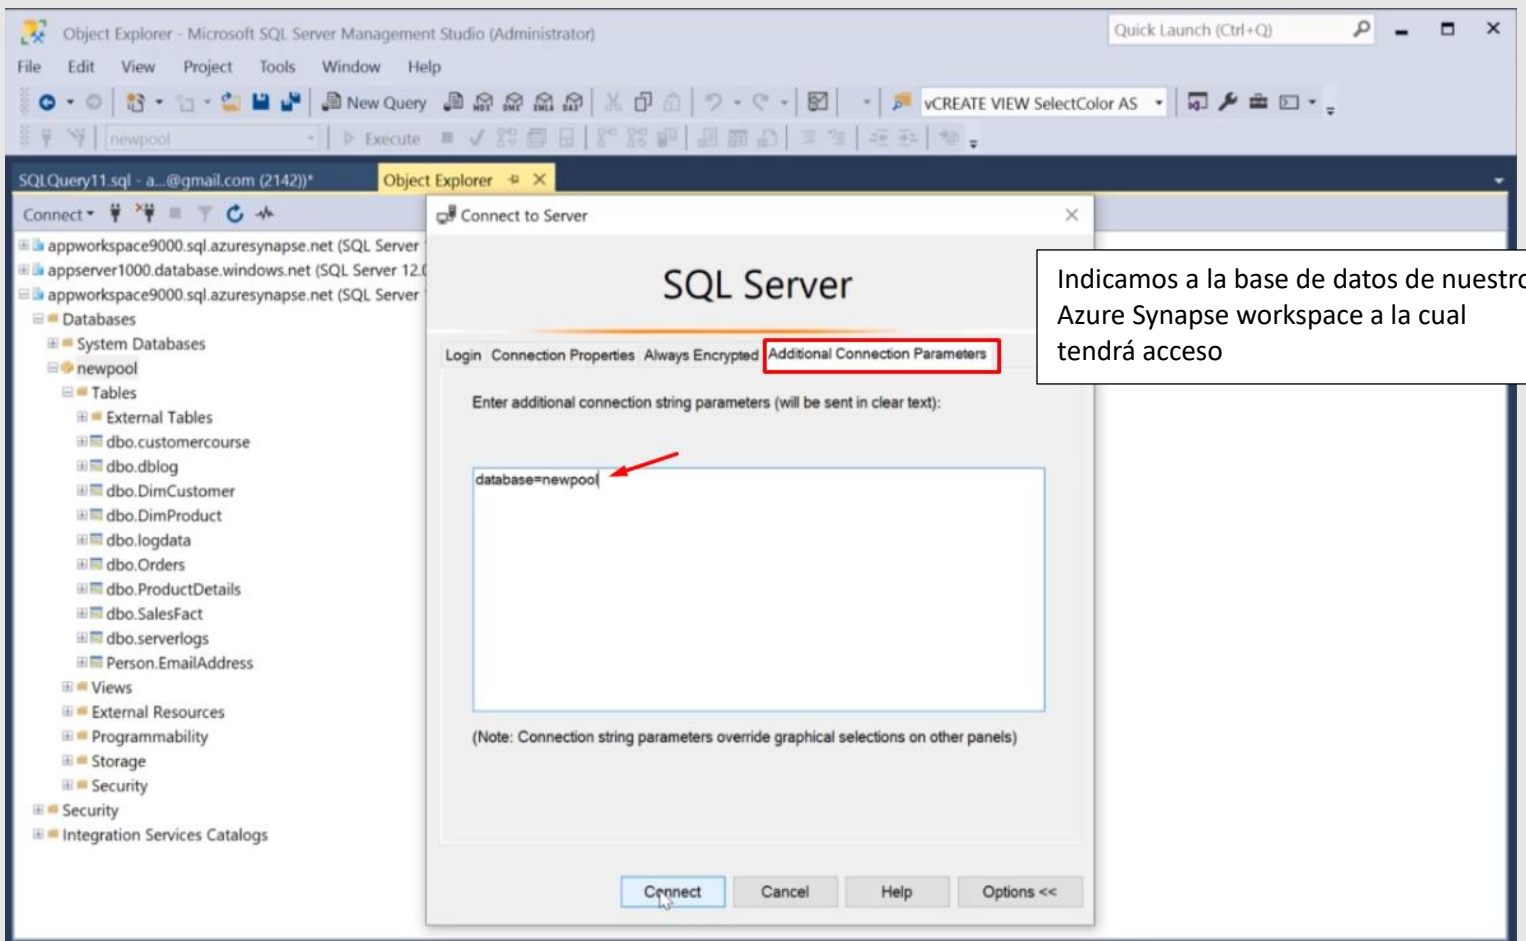 Object Explorer - Microsoft SQL Server Management Studio (Administrator)
Quick Launch (Ctrl+Q)
File Edit View Project Tools Window Help
New Query
MDX DMX XMLA DAX
vCREATE VIEW SelectColor AS
newpool
Execute
SQLQuery11.sql - a...@gmail.com (2142))*
Object Explorer
Connect
appworkspace9000.sql.azuresynapse.net (SQL Server
appserver1000.database.windows.net (SQL Server 12.0
appworkspace9000.sql.azuresynapse.net (SQL Server
Databases
System Databases
newpool
Tables
External Tables
dbo.customercourse
dbo.dblog
dbo.DimCustomer
dbo.DimProduct
dbo.logdata
dbo.Orders
dbo.ProductDetails
dbo.SalesFact
dbo.serverlogs
Person.EmailAddress
Views
External Resources
Programmability
Storage
Security
Security
Integration Services Catalogs
Connect to Server
SQL Server
Login Connection Properties Always Encrypted Additional Connection Parameters
Enter additional connection string parameters (will be sent in clear text):
database=newpool
(Note: Connection string parameters override graphical selections on other panels)
Connect Cancel Help Options <<
Indicamos a la base de datos de nuestro
Azure Synapse workspace a la cual
tendrá acceso